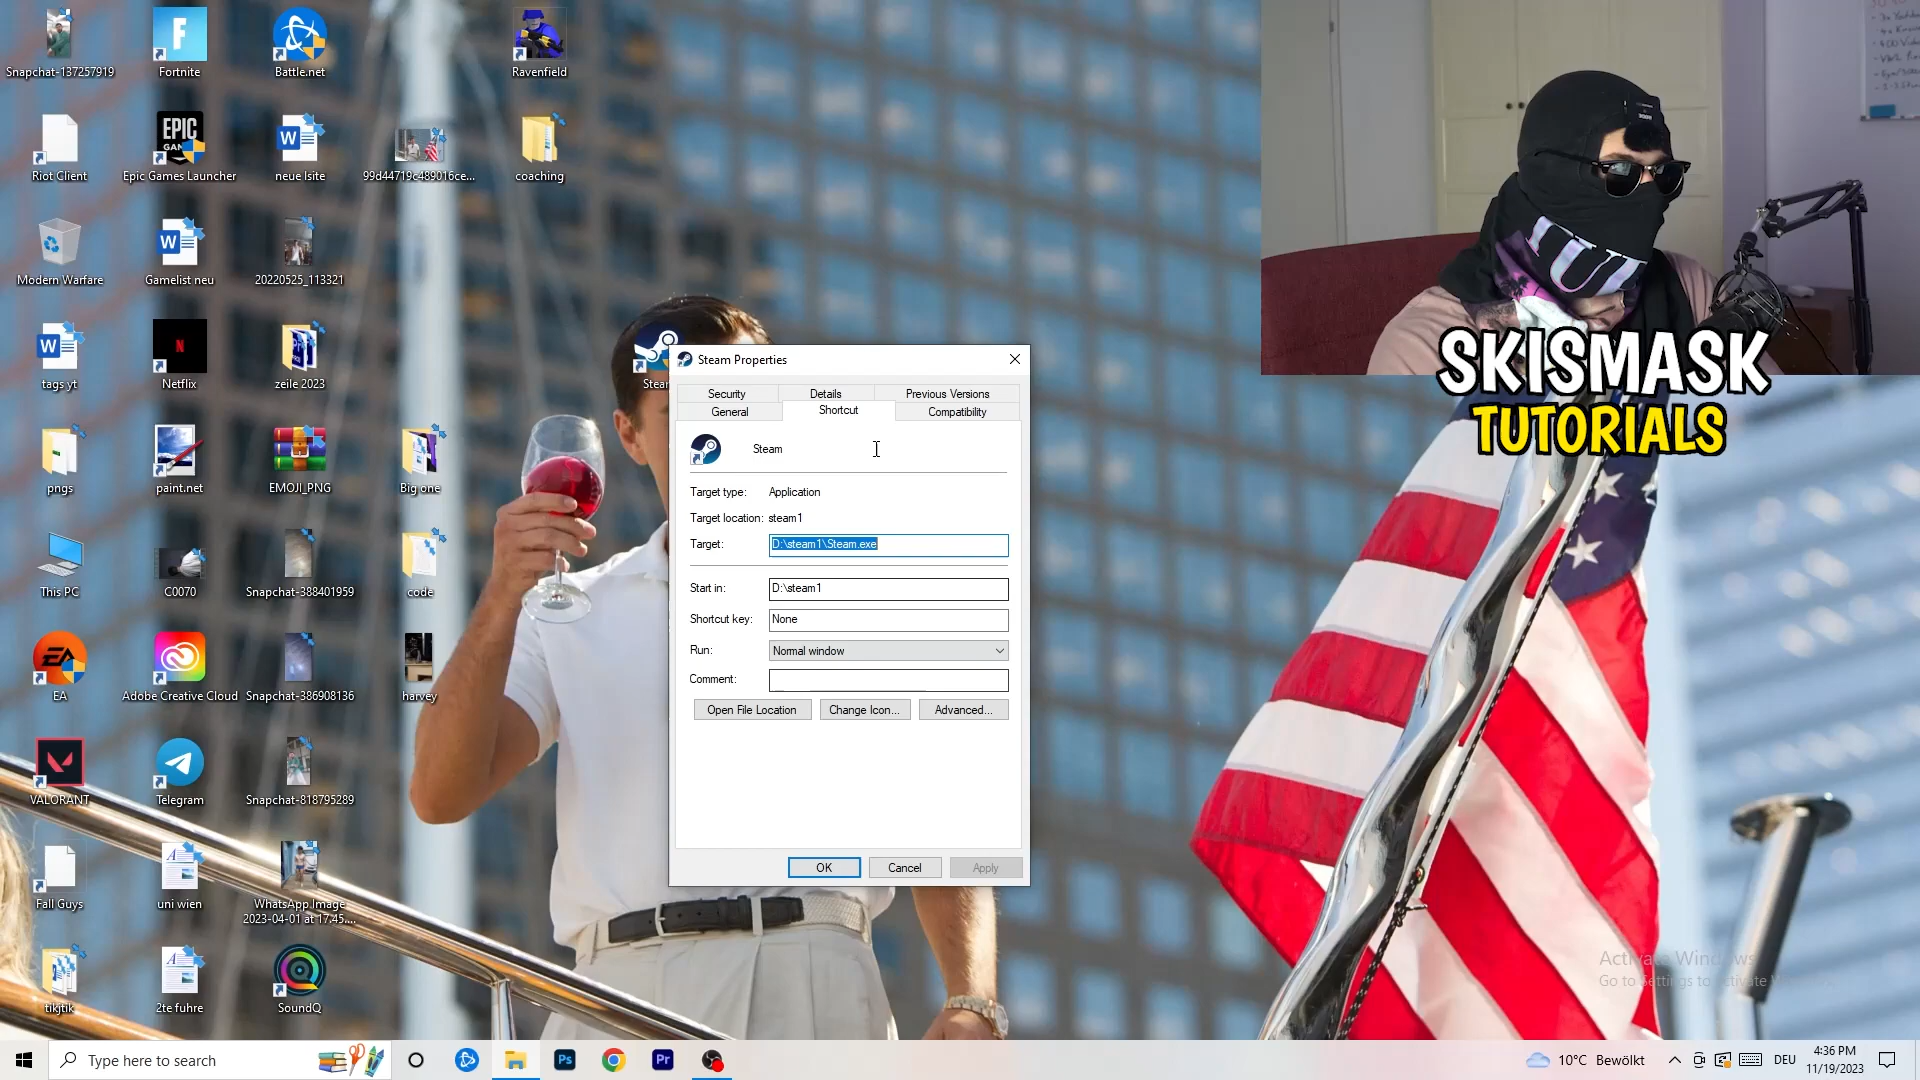 Snapchat-137257919
Fortnite
Battle.net
Ravenfield
Riot Client
EPIC
Epic Games Launcher
neue lsite
99d44719c489016ce...
coaching
Modern Warfare
Gamelist neu
20220525_113321
tags yt
N
Netflix
zeile 2023
pngs
paint.net
EMOJI_PNG
Big one
This PC
C0070
Snapchat-388401959
code
EA
EA
Adobe Creative Cloud
Snapchat-386908136
harvey
VALORANT
Telegram
Snapchat-818795289
Fall Guys
uni wien
WhatsApp Image
2023-04-01 at 17.45....
tikjtik
2te fuhre
SoundQ
Steam Properties
Security
Details
Previous Versions
General
Shortcut
Compatibility
Steam
Target type:
Application
Target location:
steam1
Target:
D:\steam1\Steam.exe
Start in:
D:\steam1
Shortcut key:
None
Run:
Normal window
Comment:
Open File Location
Change Icon...
Advanced...
OK
Cancel
Apply
SKISMASK
TUTORIALS
Type here to search
Ps
Pr
10°C Bewölkt
DEU
4:36 PM
11/19/2023